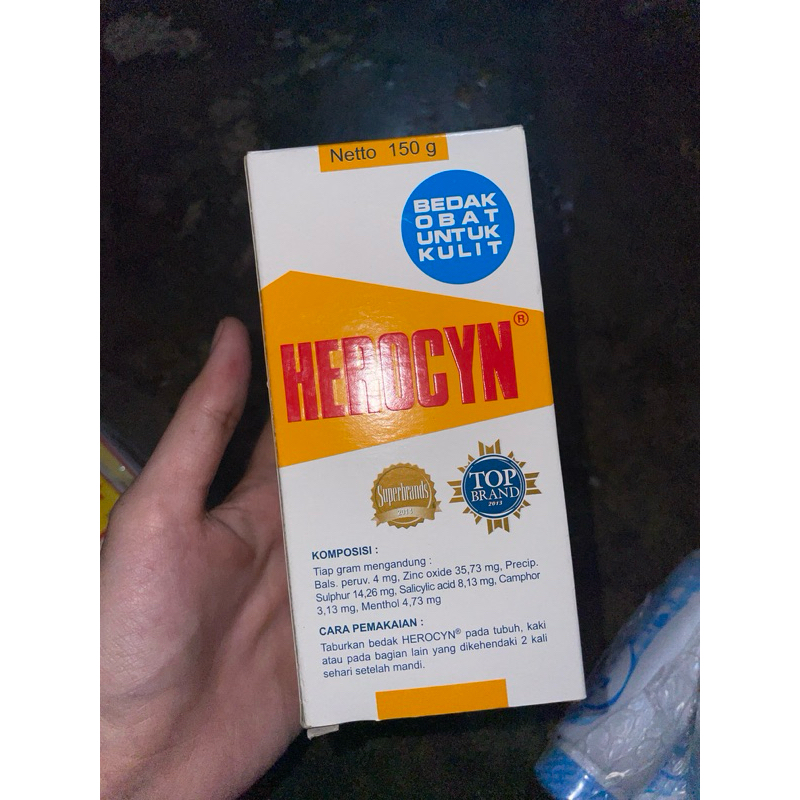 Netto 150 g
BEDAK
OBAT
UNTUK
KULIT
HEROCYN®
Superbrands
TOP
BRAND
2013
KOMPOSISI :
Tiap gram mengandung :
Bals. peruv. 4 mg, Zinc oxide 35,73 mg, Precip.
Sulphur 14,26 mg, Salicylic acid 8,13 mg, Camphor
3,13 mg, Menthol 4,73 mg
CARA PEMAKAIAN :
Taburkan bedak HEROCYN® pada tubuh, kaki
atau pada bagian lain yang dikehendaki 2 kali
sehari setelah mandi.